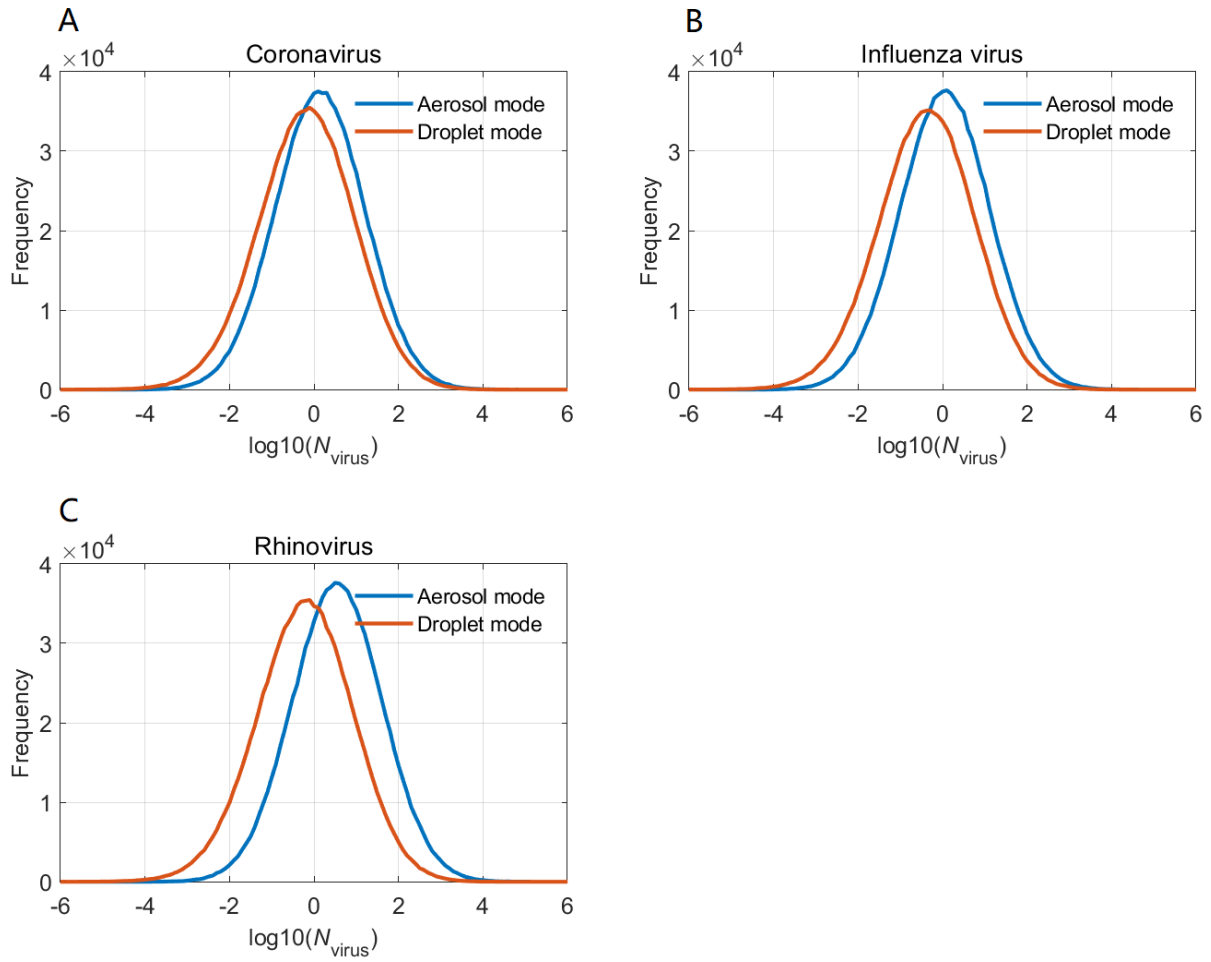 A
Coronavirus
×10^4
4
3
2
1
0
Frequency
Aerosol mode
Droplet mode
-6 -4 -2 0 2 4 6
log10(N_virus)
B
Influenza virus
×10^4
4
3
2
1
0
Frequency
Aerosol mode
Droplet mode
-6 -4 -2 0 2 4 6
log10(N_virus)
C
Rhinovirus
×10^4
4
3
2
1
0
Frequency
Aerosol mode
Droplet mode
-6 -4 -2 0 2 4 6
log10(N_virus)